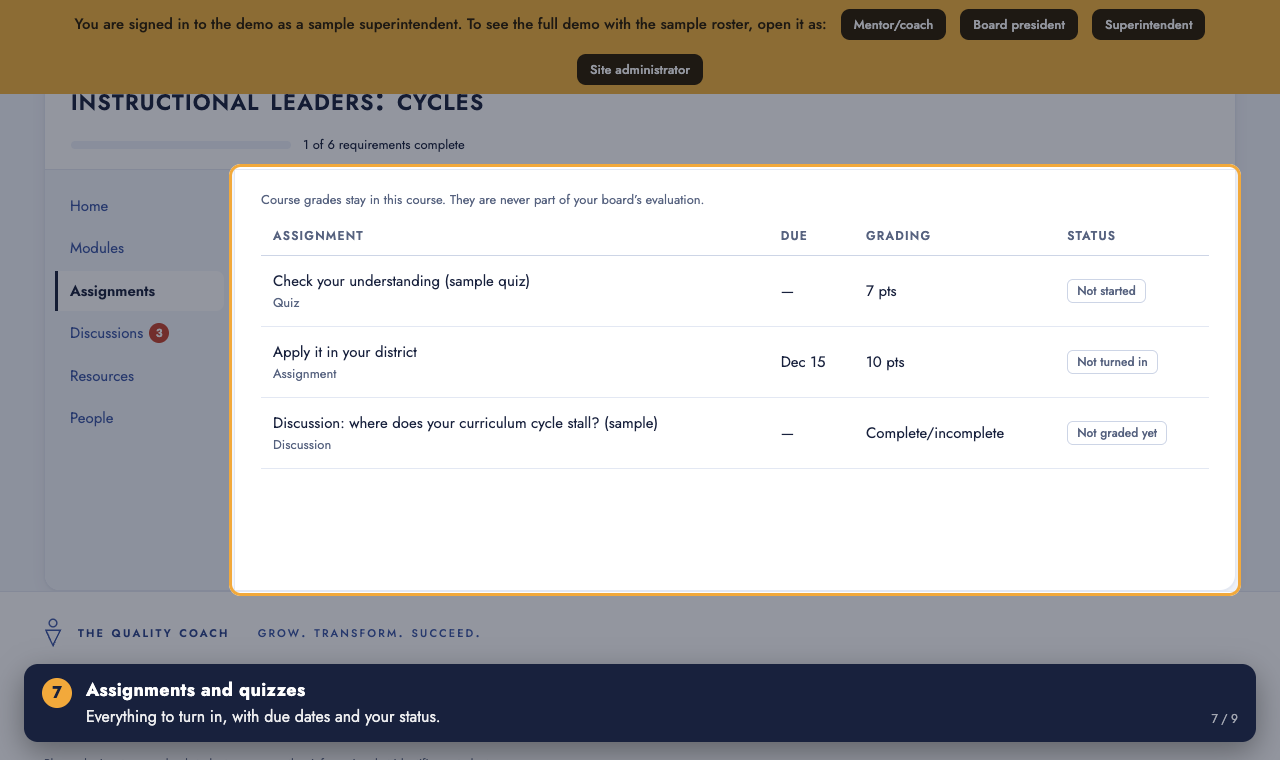 You are signed in to the demo as a sample superintendent. To see the full demo with the sample roster, open it as: Mentor/coach Board president Superintendent
Site administrator
INSTRUCTIONAL LEADERS: CYCLES
1 of 6 requirements complete
Home
Modules
Assignments
Discussions 3
Resources
People
Course grades stay in this course. They are never part of your board's evaluation.
ASSIGNMENT DUE GRADING STATUS
Check your understanding (sample quiz)
Quiz
— 7 pts Not started
Apply it in your district
Assignment
Dec 15 10 pts Not turned in
Discussion: where does your curriculum cycle stall? (sample)
Discussion
— Complete/incomplete Not graded yet
THE QUALITY COACH GROW. TRANSFORM. SUCCEED.
7 Assignments and quizzes
Everything to turn in, with due dates and your status.
7 / 9